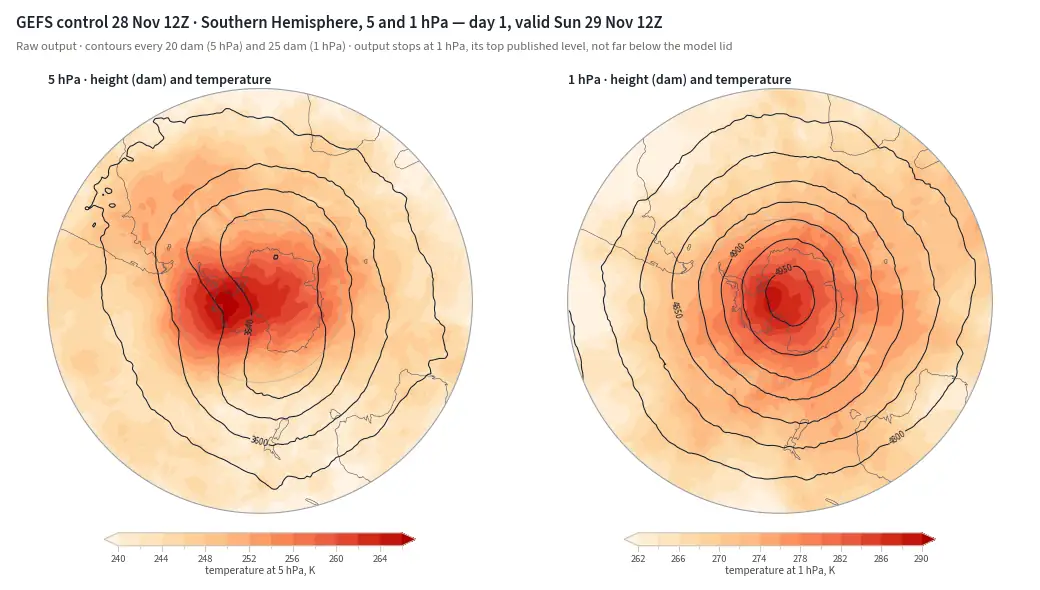 GEFS control 28 Nov 12Z · Southern Hemisphere, 5 and 1 hPa — day 1, valid Sun 29 Nov 12Z
Raw output · contours every 20 dam (5 hPa) and 25 dam (1 hPa) · output stops at 1 hPa, its top published level, not far below the model lid
5 hPa · height (dam) and temperature
1 hPa · height (dam) and temperature
3640
3600
4900
4950
4850
4800
240 244 248 252 256 260 264
temperature at 5 hPa, K
262 266 270 274 278 282 286 290
temperature at 1 hPa, K